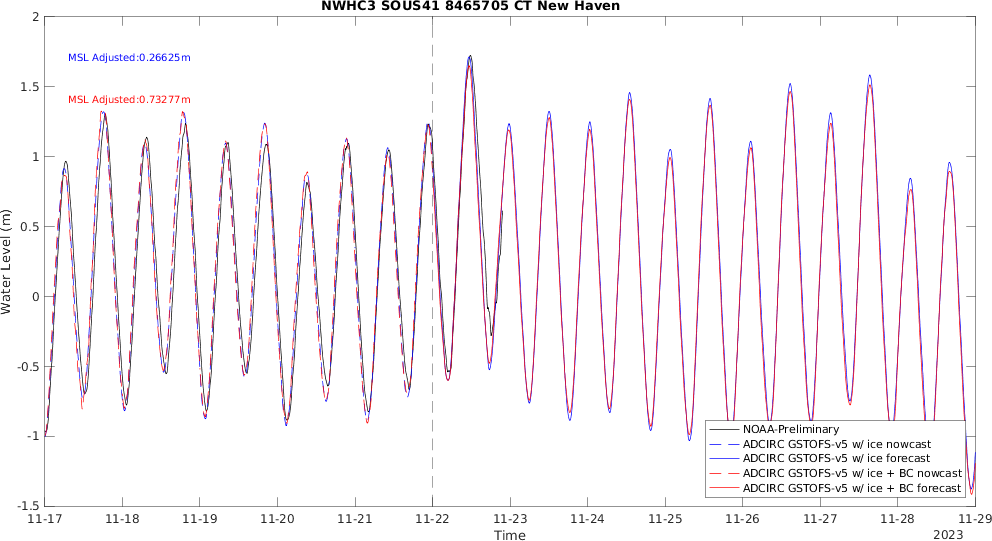 NWHC3 SOUS41 8465705 CT New Haven
MSL Adjusted:0.26625m
MSL Adjusted:0.73277m
Water Level (m)
2
1.5
1
0.5
0
-0.5
-1
-1.5
NOAA-Preliminary
ADCIRC GSTOFS-v5 w/ ice nowcast
ADCIRC GSTOFS-v5 w/ ice forecast
ADCIRC GSTOFS-v5 w/ ice + BC nowcast
ADCIRC GSTOFS-v5 w/ ice + BC forecast
11-17 11-18 11-19 11-20 11-21 11-22 11-23 11-24 11-25 11-26 11-27 11-28 11-29
Time
2023